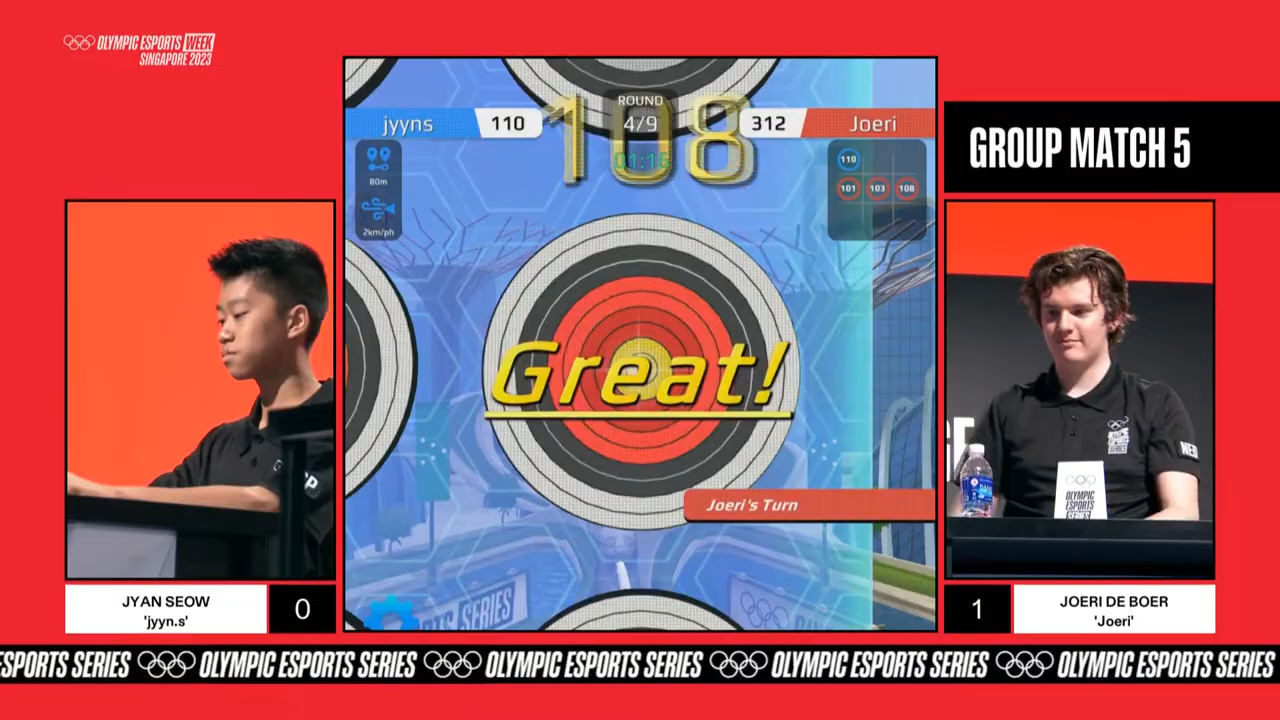 OLYMPIC ESPORTS WEEK
SINGAPORE 2023
jyyns 110
ROUND
4/9
108
312 Joeri
80m
2km/ph
110
101 103 108
GROUP MATCH 5
Great!
Joeri's Turn
SERIES
NED
OLYMPIC
ESPORTS
SERIES
JYAN SEOW
'jyyn.s'
0
1
JOERI DE BOER
'Joeri'
ESPORTS SERIES OLYMPIC ESPORTS SERIES OLYMPIC ESPORTS SERIES OLYMPIC ESPORTS SERIES OLYMPIC ESPORTS SERIES